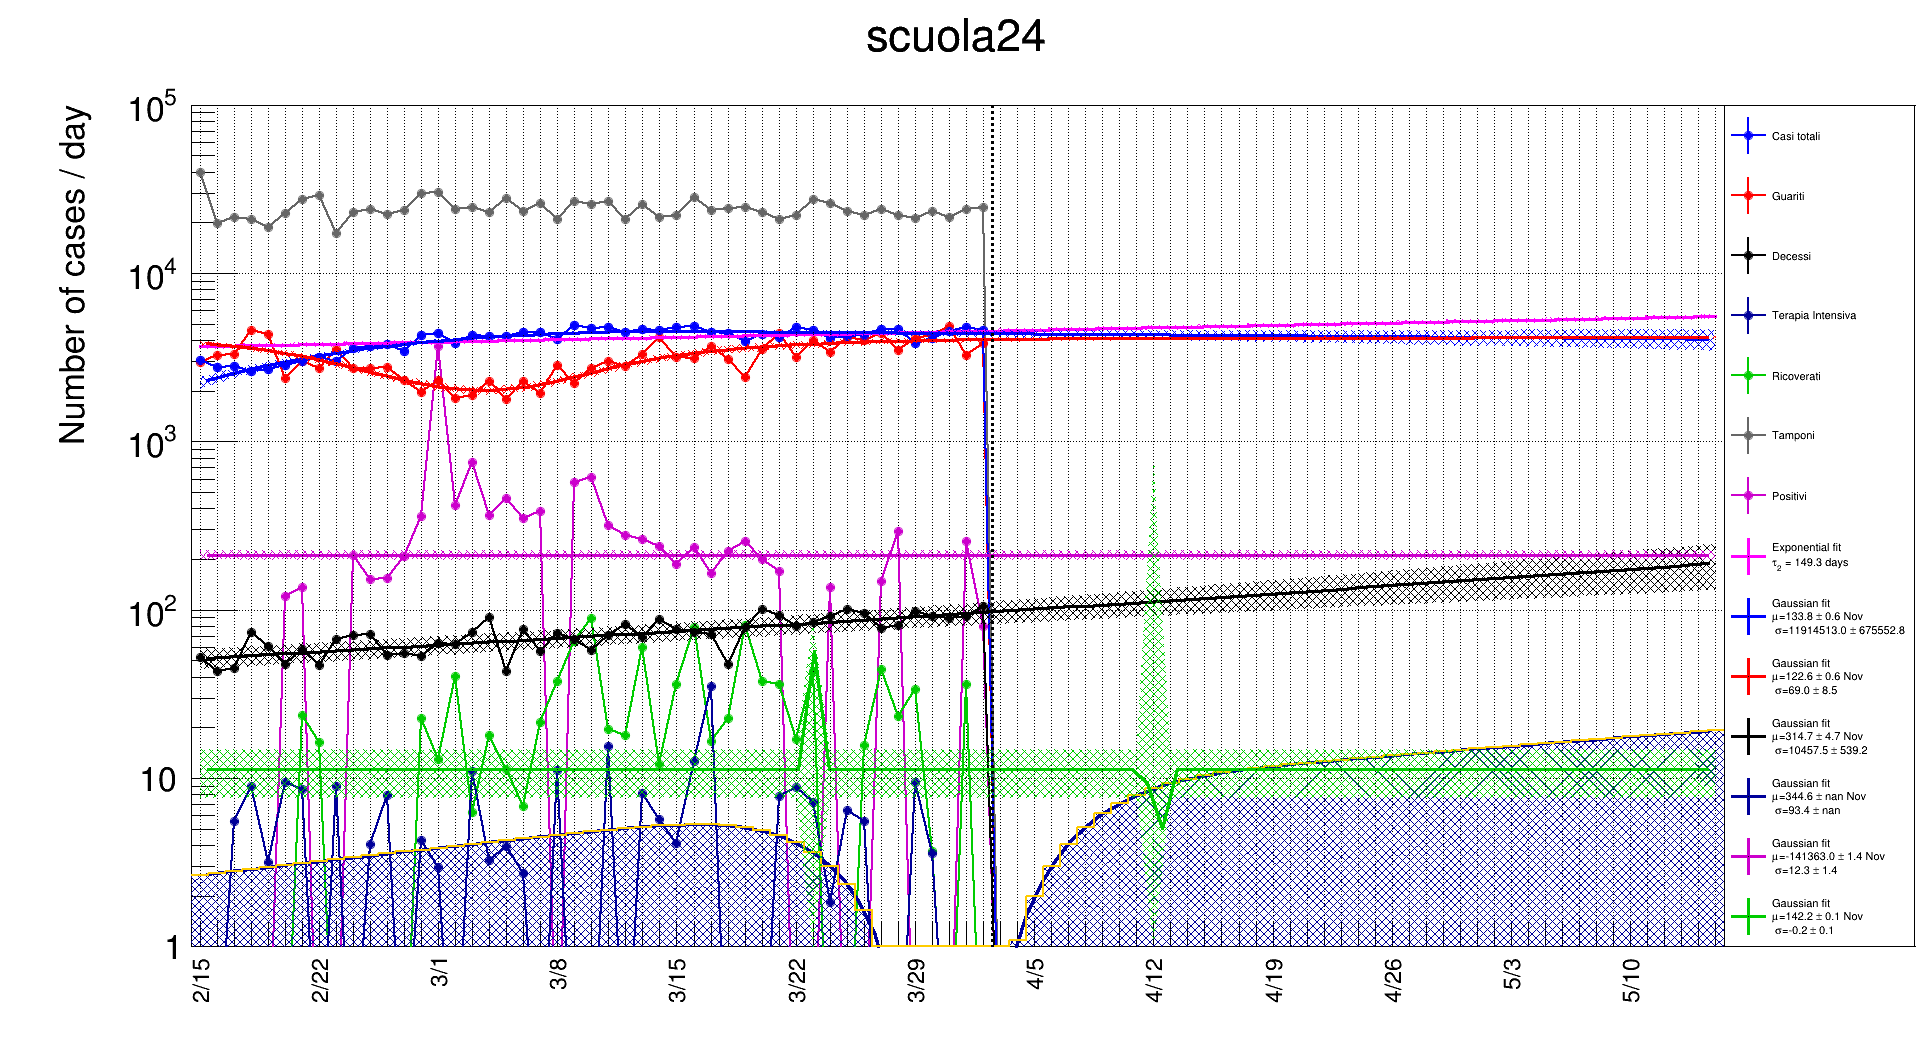 scuola24
Number of cases / day
10^5
10^4
10^3
10^2
10
1
2/15
2/22
3/1
3/8
3/15
3/22
3/29
4/5
4/12
4/19
4/26
5/3
5/10
Casi totali
Guariti
Decessi
Terapia Intensiva
Ricoverati
Tamponi
Positivi
Exponential fit
τ_2 = 149.3 days
Gaussian fit
μ=133.8 ± 0.6 Nov
σ=11914513.0 ± 675552.8
Gaussian fit
μ=122.6 ± 0.6 Nov
σ=69.0 ± 8.5
Gaussian fit
μ=314.7 ± 4.7 Nov
σ=10457.5 ± 539.2
Gaussian fit
μ=344.6 ± nan Nov
σ=93.4 ± nan
Gaussian fit
μ=-141363.0 ± 1.4 Nov
σ=12.3 ± 1.4
Gaussian fit
μ=142.2 ± 0.1 Nov
σ=-0.2 ± 0.1